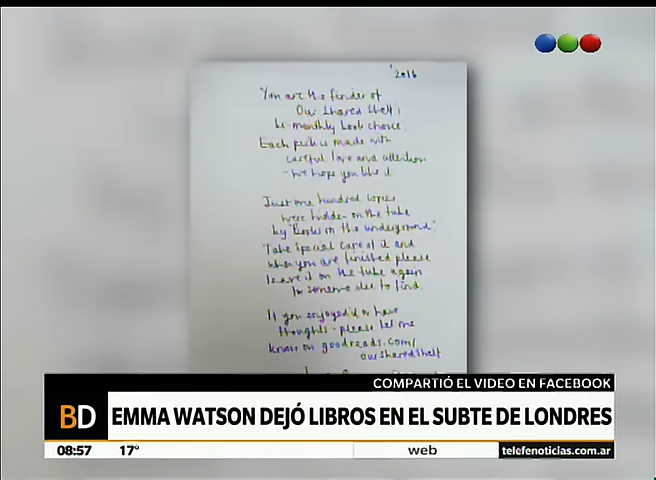 '2016
You are the finder of
Our Shared Shelf's
bi-monthly book choice.
Each pick is made with
careful love and attention
- we hope you like it
Just one hundred copies
were hidden on the tube
by "Books on the underground"
Take special care of it and
when you are finished please
leave it on the tube again
for someone else to find.
If you enjoyed it or have
thoughts - please let me
know on goodreads.com/
oursharedshelf
COMPARTIÓ EL VIDEO EN FACEBOOK
BD
EMMA WATSON DEJÓ LIBROS EN EL SUBTE DE LONDRES
08:57 17° web telefenoticias.com.ar